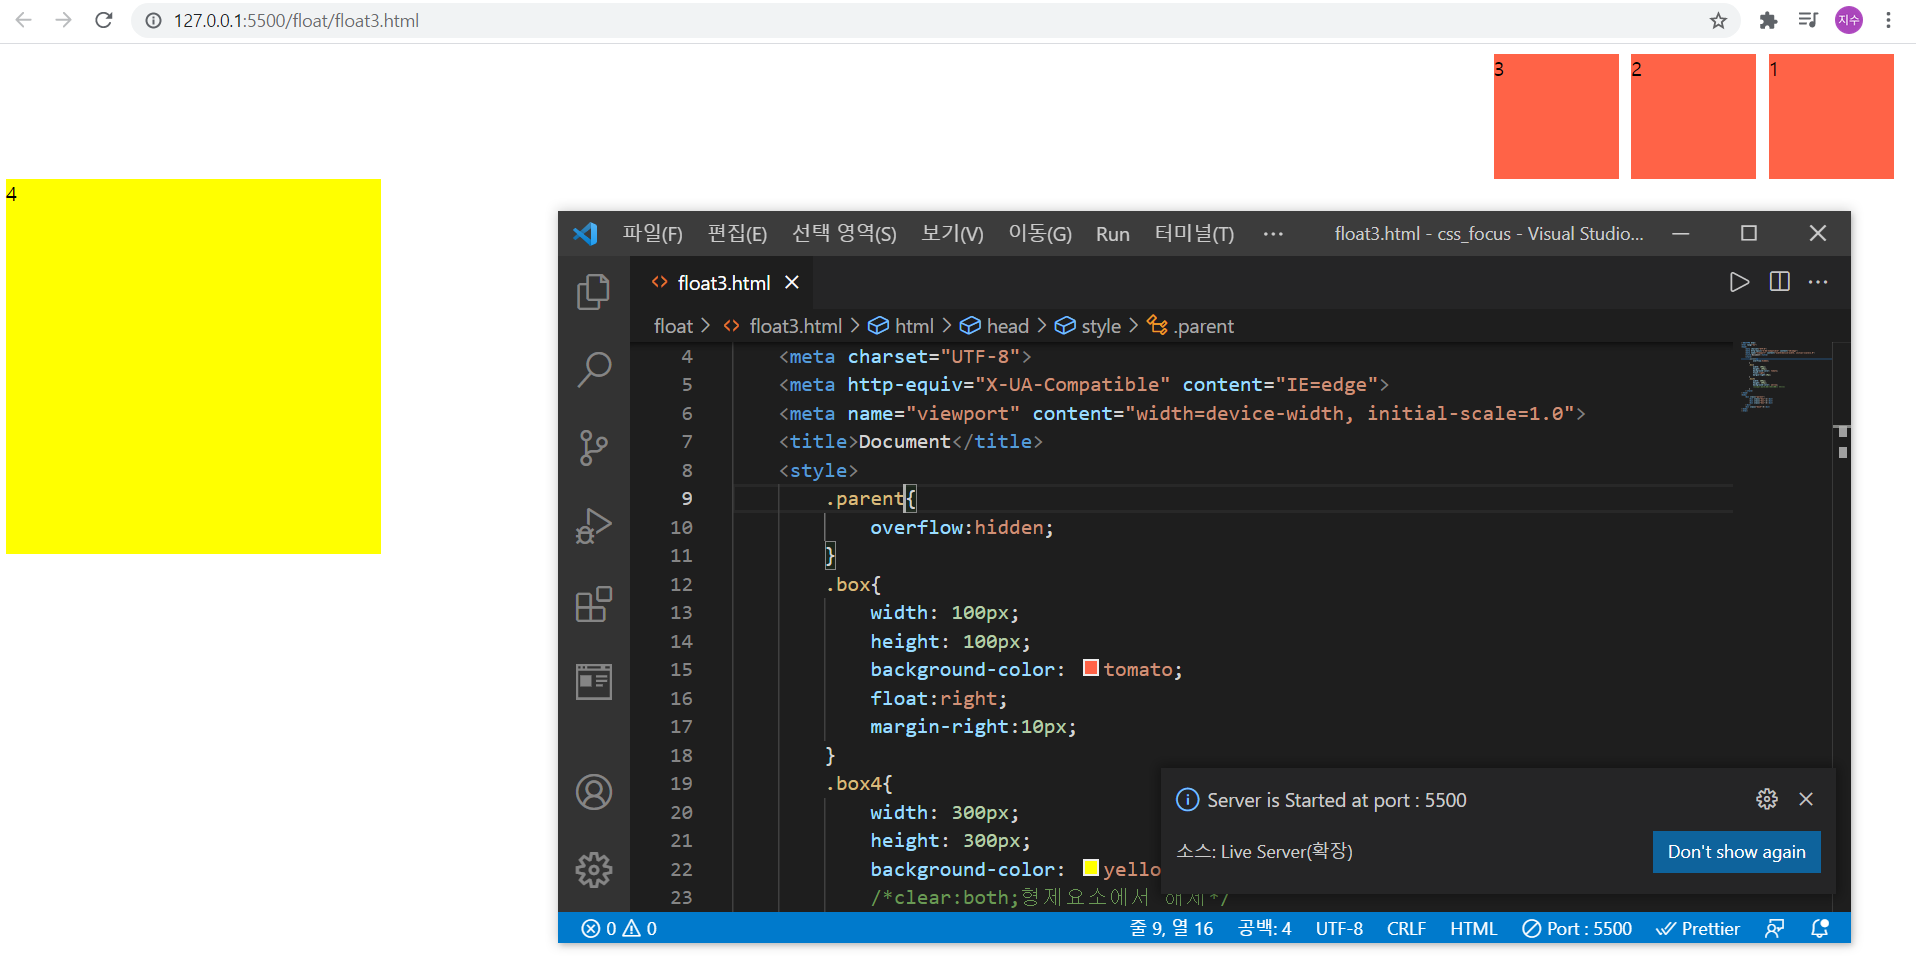 127.0.0.1:5500/float/float3.html
지수
3 2 1
4
파일(F) 편집(E) 선택 영역(S) 보기(V) 이동(G) Run 터미널(T) ··· float3.html - css_focus - Visual Studio...
float3.html
float > float3.html > html > head > style > .parent
4 <meta charset="UTF-8">
5 <meta http-equiv="X-UA-Compatible" content="IE=edge">
6 <meta name="viewport" content="width=device-width, initial-scale=1.0">
7 <title>Document</title>
8 <style>
9 .parent{
10 overflow:hidden;
11 }
12 .box{
13 width: 100px;
14 height: 100px;
15 background-color: tomato;
16 float:right;
17 margin-right:10px;
18 }
19 .box4{
20 width: 300px;
21 height: 300px;
22 background-color: yello
23 /*clear:both;형제요소에서 해제*/
Server is Started at port : 5500
소스: Live Server(확장)
Don't show again
0 0 줄 9, 열 16 공백: 4 UTF-8 CRLF HTML Port : 5500 Prettier